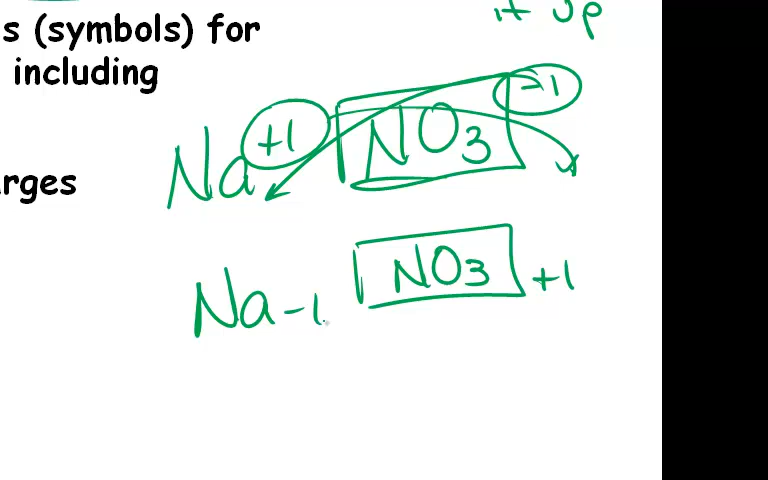 it up
s (symbols) for
including
Na +1 NO3 -1
rges
Na-1 NO3 +1